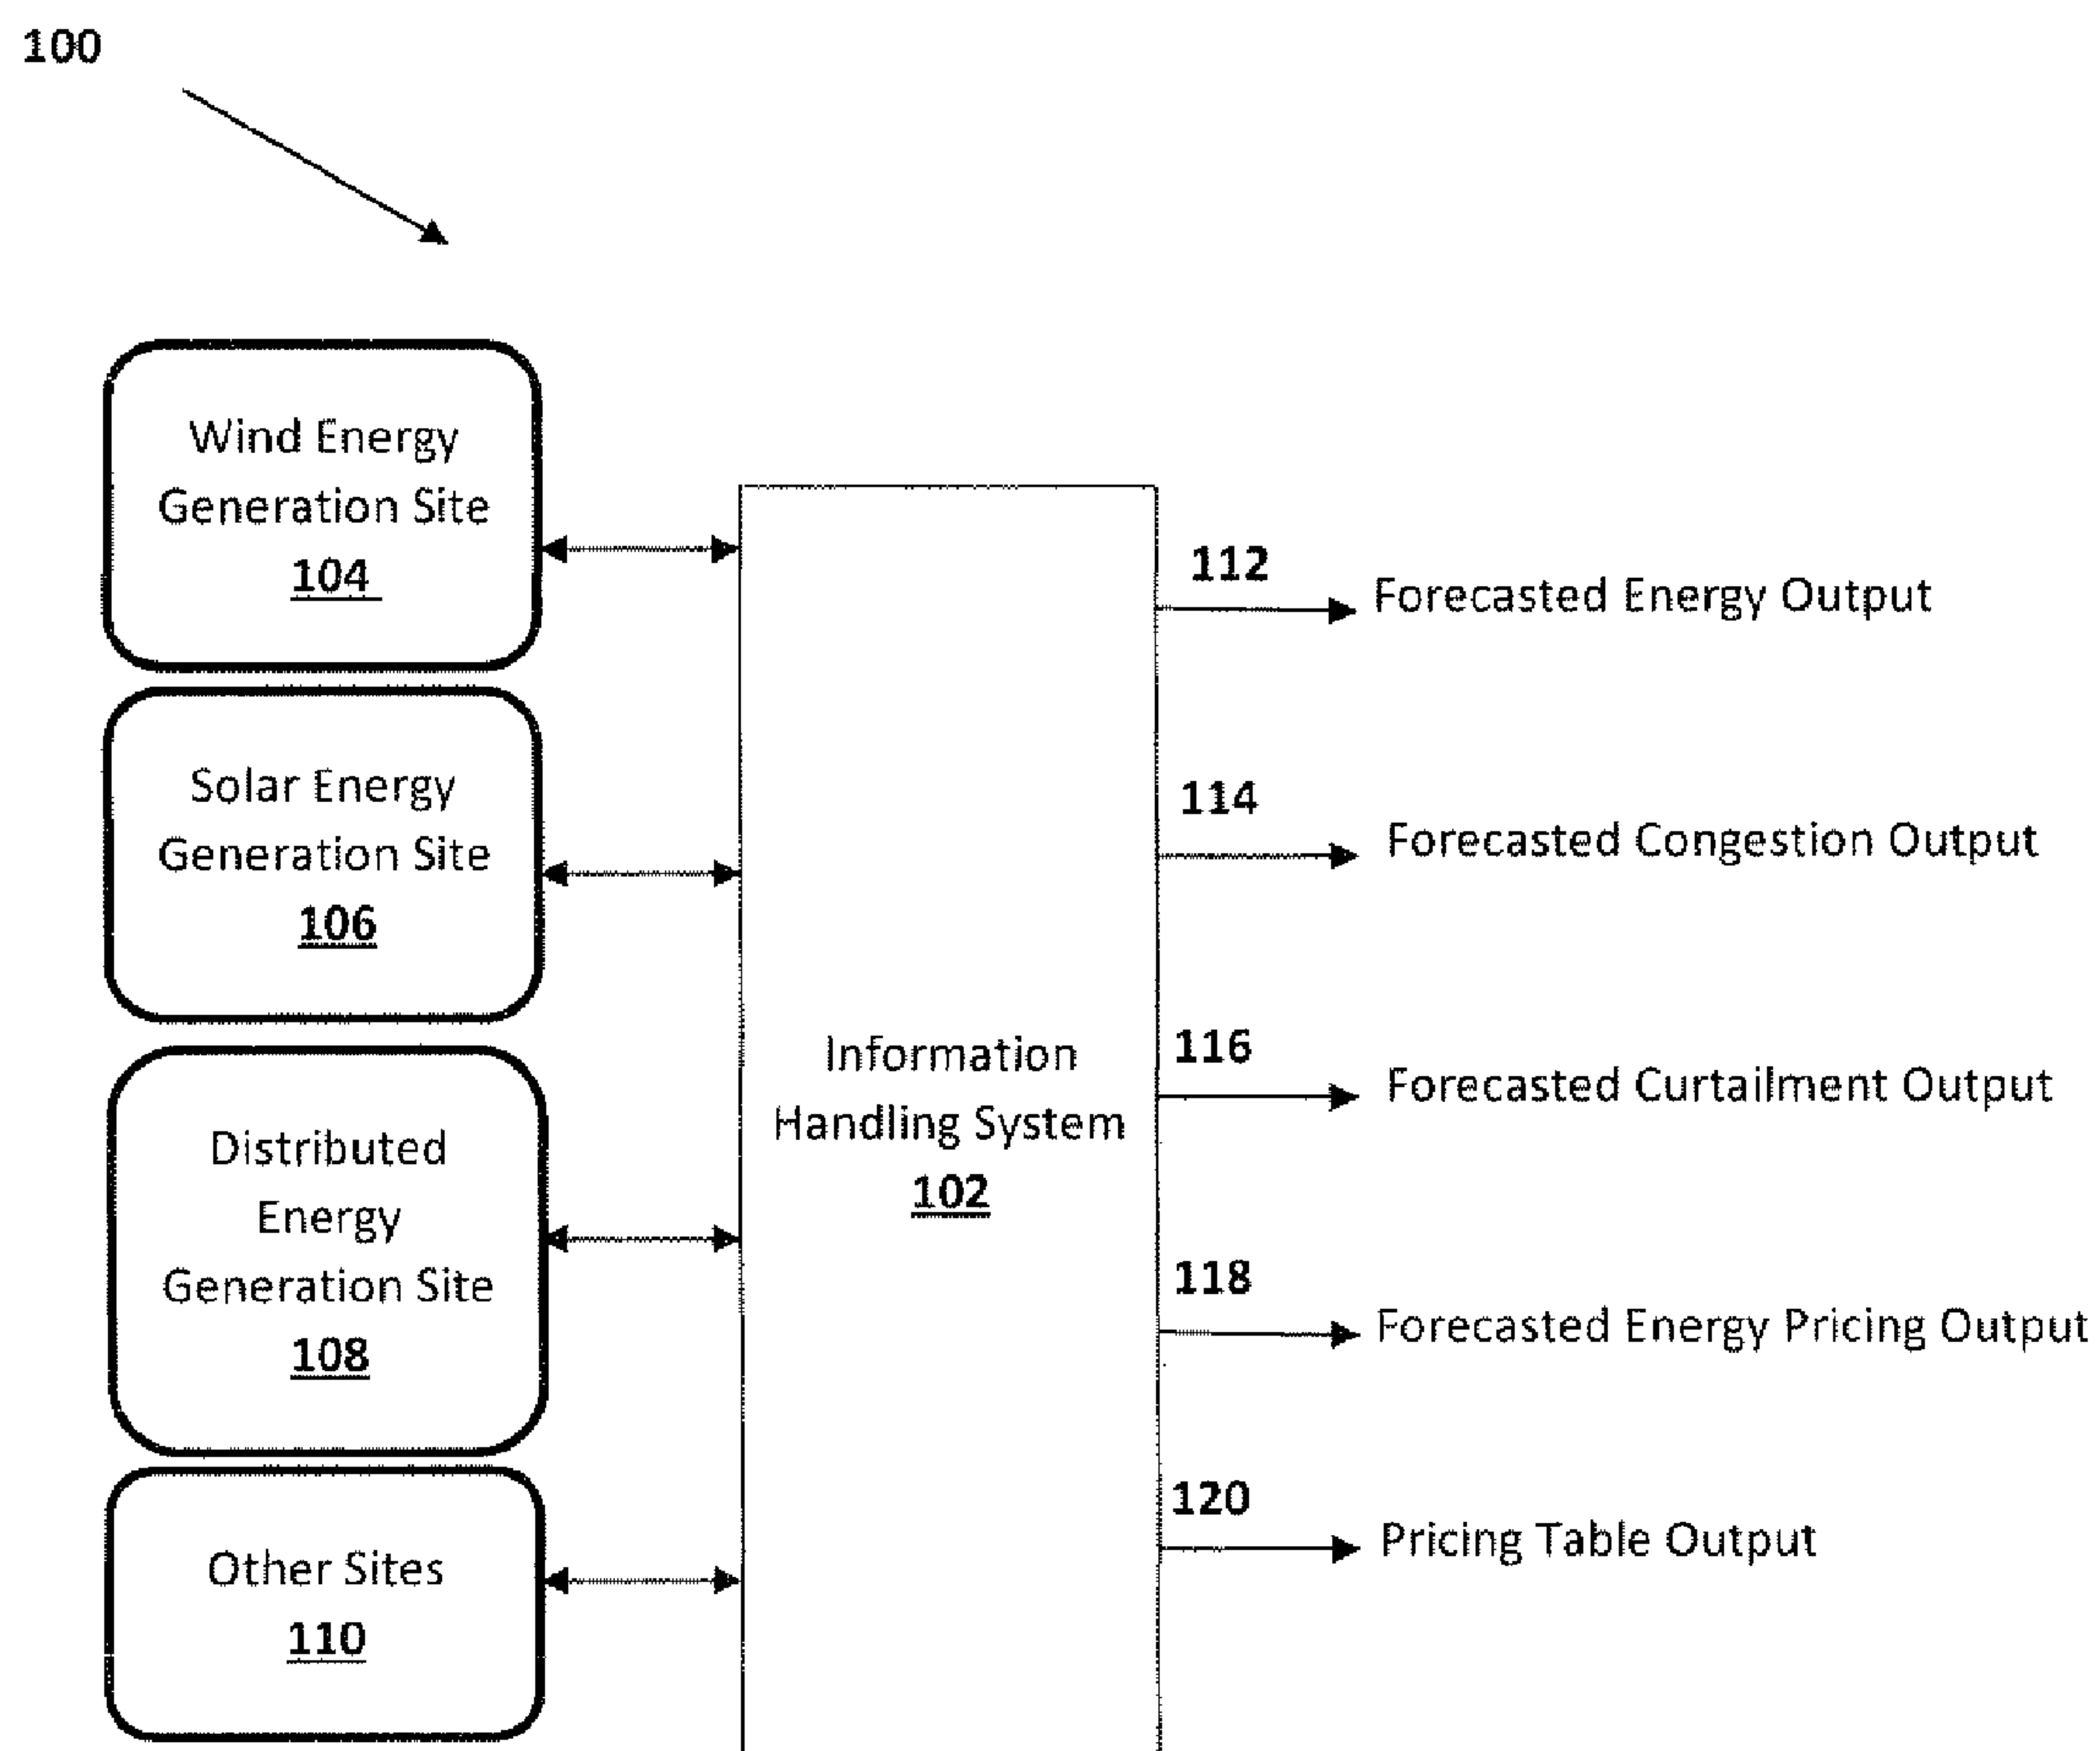 100
Wind Energy
Generation Site
104
Solar Energy
Generation Site
106
Distributed
Energy
Generation Site
108
Other Sites
110
Information
Handling System
102
112
Forecasted Energy Output
114
Forecasted Congestion Output
116
Forecasted Curtailment Output
118
Forecasted Energy Pricing Output
120
Pricing Table Output